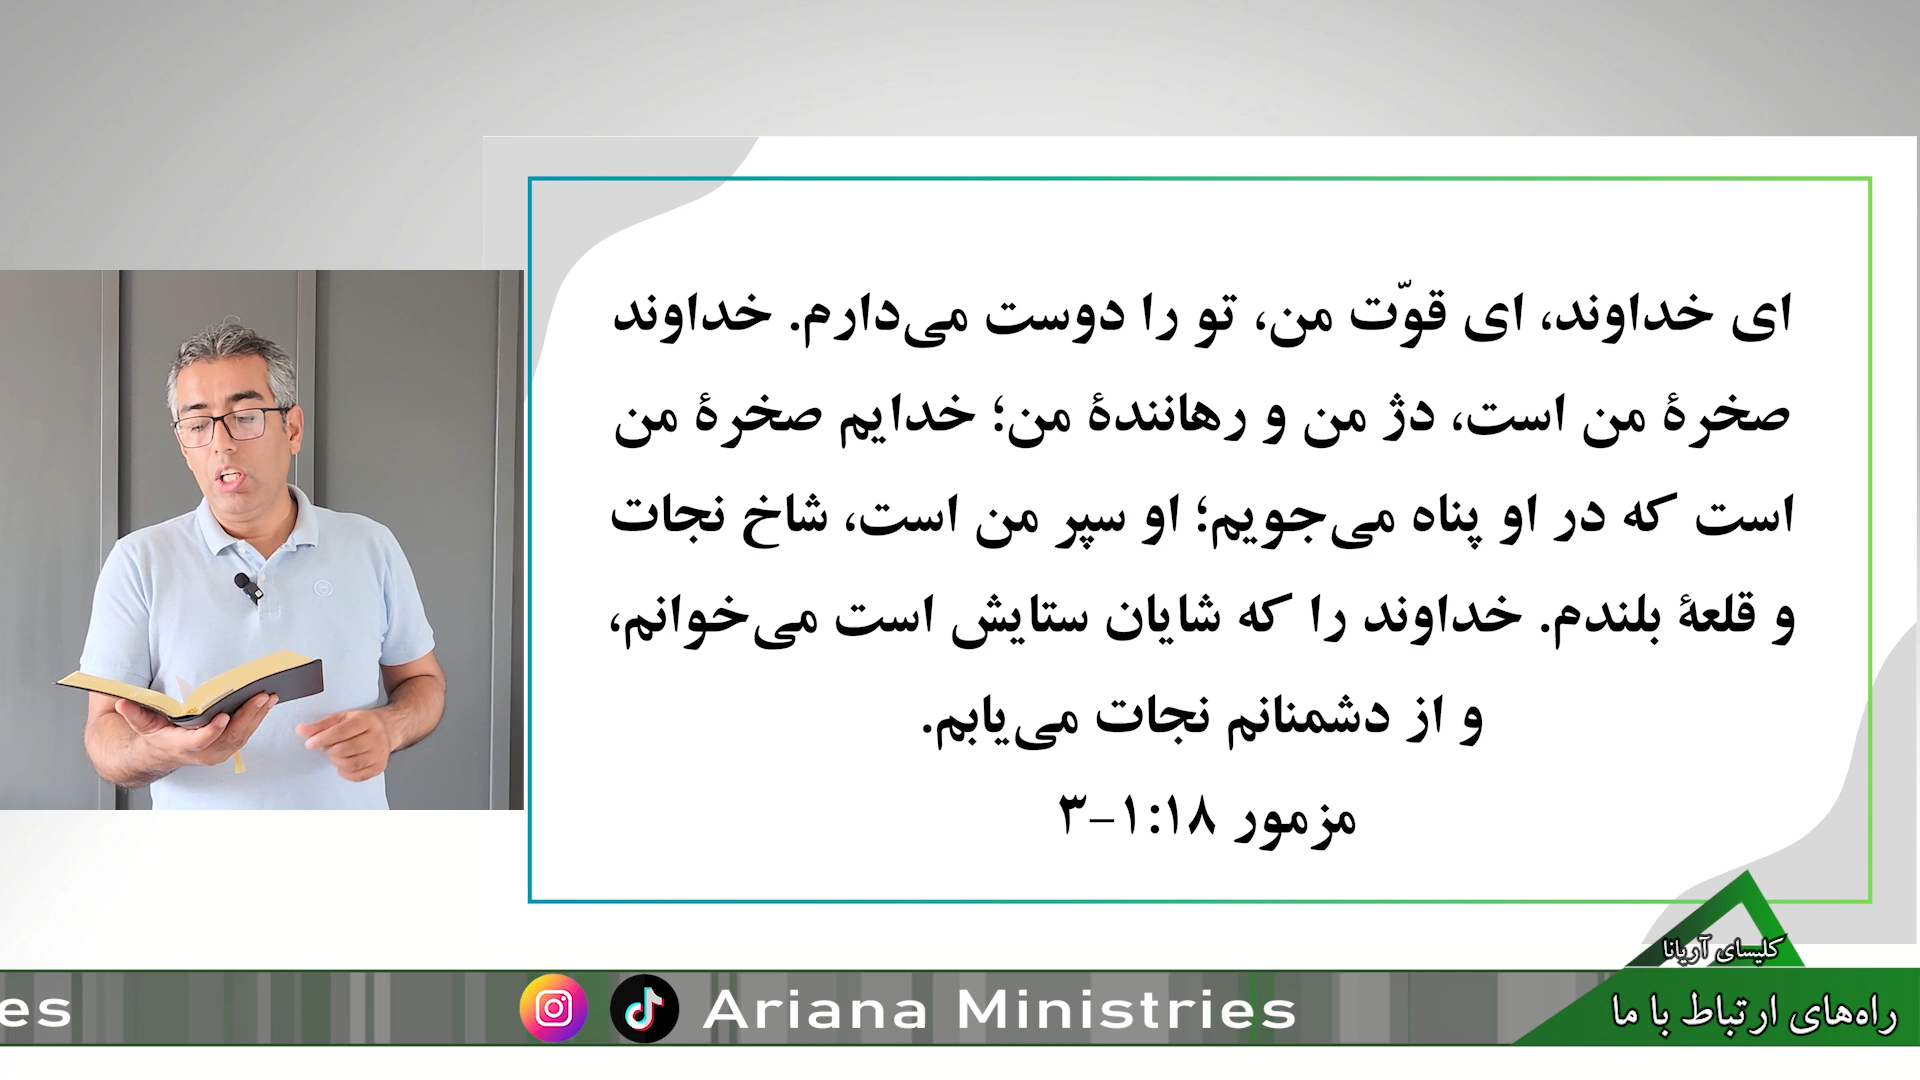 ای خداوند، ای قوّت من، تو را دوست می‌دارم. خداوند
صخرهٔ من است، دژ من و رهانندهٔ من؛ خدایم صخرهٔ من
است که در او پناه می‌جویم؛ او سپر من است، شاخ نجات
و قلعهٔ بلندم. خداوند را که شایان ستایش است می‌خوانم،
و از دشمنانم نجات می‌یابم.
مزمور ۱۸:‏۱-۳
کلیسای آریانا
راه‌های ارتباط با ما
es
Ariana Ministries